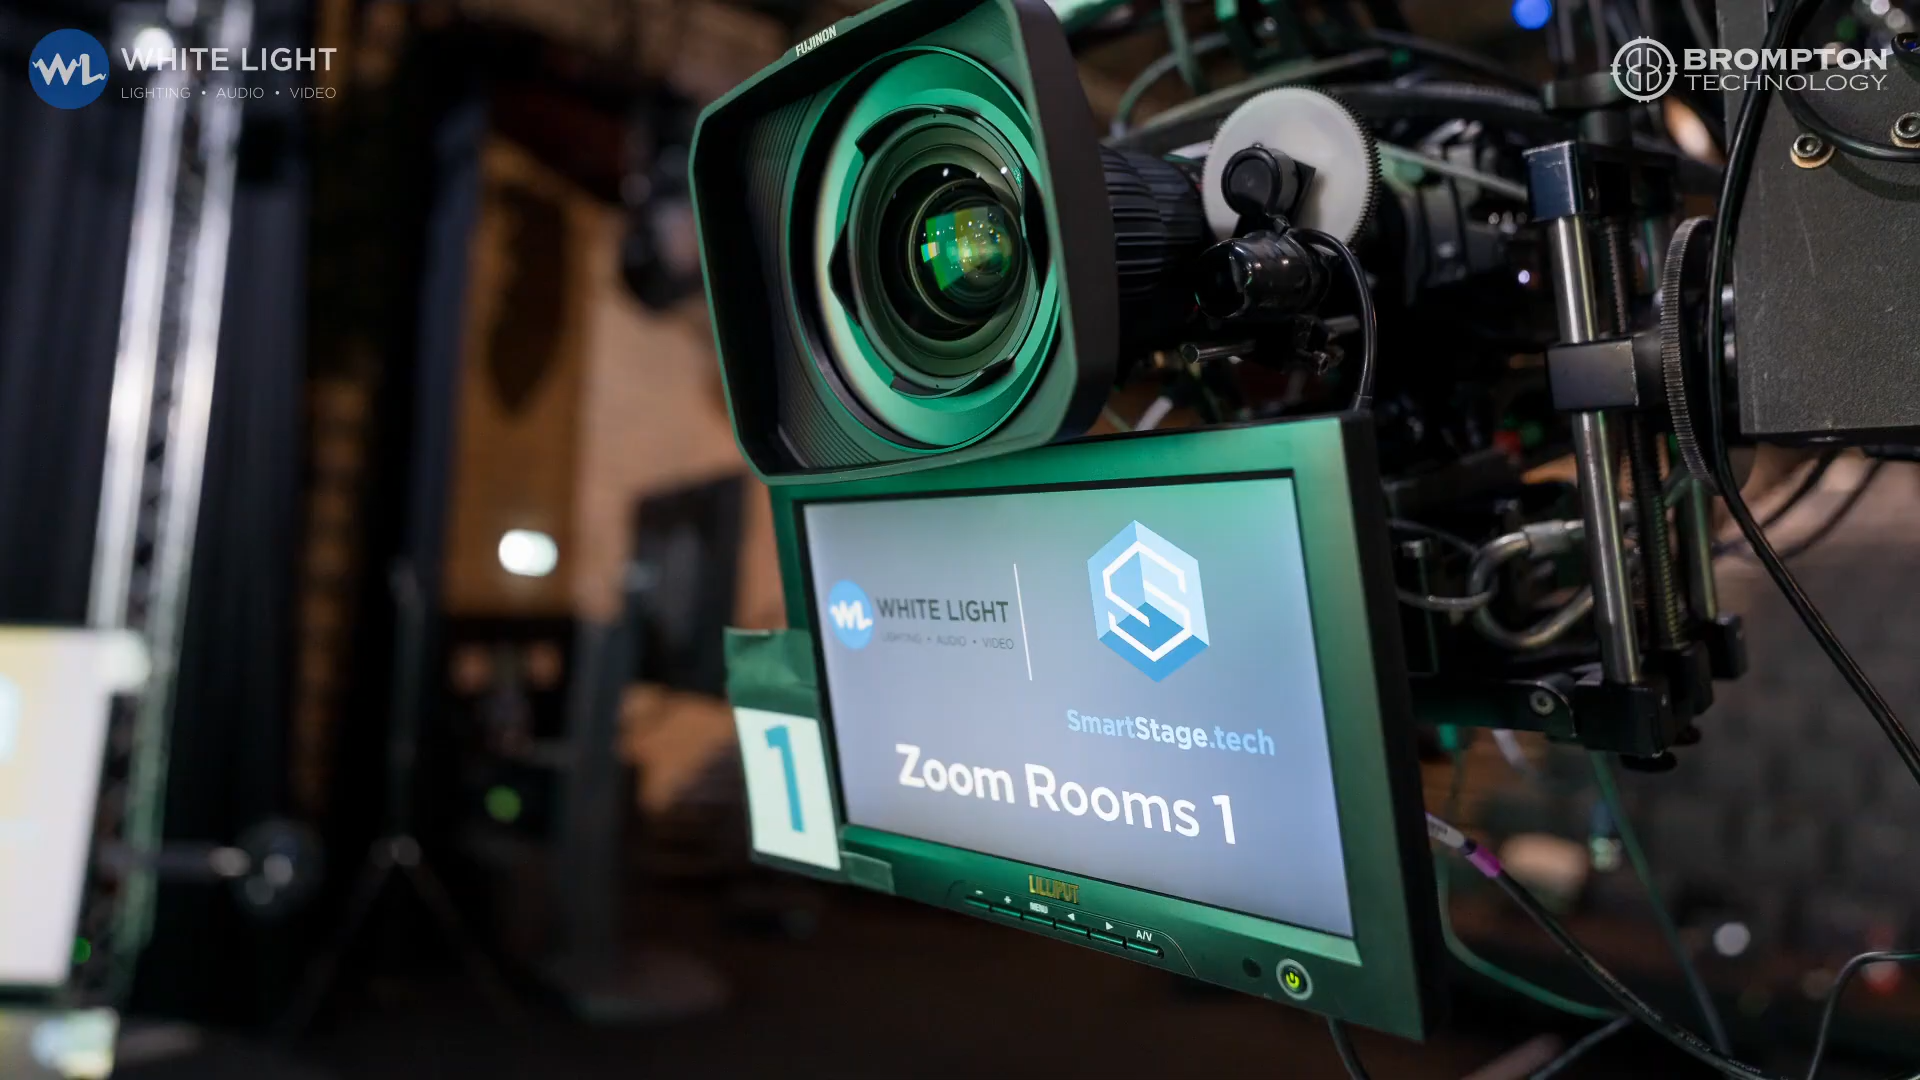 WHITE LIGHT
LIGHTING • AUDIO • VIDEO
BROMPTON
TECHNOLOGY
FUJINON
WL WHITE LIGHT
LIGHTING • AUDIO • VIDEO
S
SmartStage.tech
Zoom Rooms 1
1
LILLIPUT
- + MENU ◀ ▶ A/V